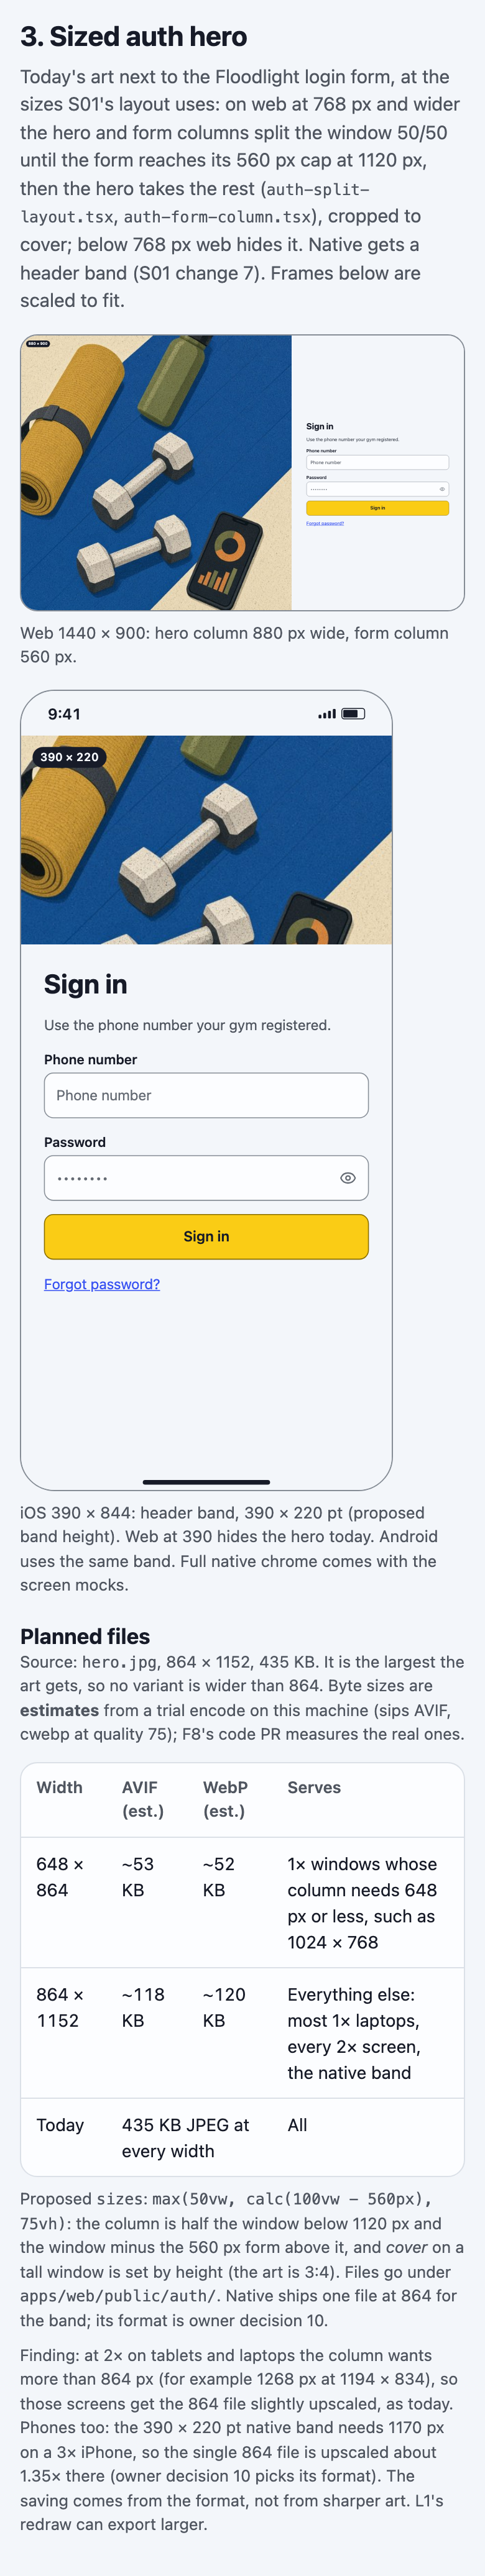 3. Sized auth hero
Today's art next to the Floodlight login form, at the
sizes S01's layout uses: on web at 768 px and wider
the hero and form columns split the window 50/50
until the form reaches its 560 px cap at 1120 px,
then the hero takes the rest (auth-split-
layout.tsx, auth-form-column.tsx), cropped to
cover; below 768 px web hides it. Native gets a
header band (S01 change 7). Frames below are
scaled to fit.
880 × 900
Sign in
Use the phone number your gym registered.
Phone number
Phone number
Password
••••••••
Sign in
Forgot password?
Web 1440 × 900: hero column 880 px wide, form column
560 px.
9:41
390 × 220
Sign in
Use the phone number your gym registered.
Phone number
Phone number
Password
••••••••
Sign in
Forgot password?
iOS 390 × 844: header band, 390 × 220 pt (proposed
band height). Web at 390 hides the hero today. Android
uses the same band. Full native chrome comes with the
screen mocks.
Planned files
Source: hero.jpg, 864 × 1152, 435 KB. It is the largest the
art gets, so no variant is wider than 864. Byte sizes are
estimates from a trial encode on this machine (sips AVIF,
cwebp at quality 75); F8's code PR measures the real ones.
Width AVIF (est.) WebP (est.) Serves
648 × 864 ~53 KB ~52 KB 1× windows whose
column needs 648
px or less, such as
1024 × 768
864 × 1152 ~118 KB ~120 KB Everything else:
most 1× laptops,
every 2× screen,
the native band
Today 435 KB JPEG at every width All
Proposed sizes: max(50vw, calc(100vw − 560px),
75vh): the column is half the window below 1120 px and
the window minus the 560 px form above it, and cover on a
tall window is set by height (the art is 3:4). Files go under
apps/web/public/auth/. Native ships one file at 864 for
the band; its format is owner decision 10.
Finding: at 2× on tablets and laptops the column wants
more than 864 px (for example 1268 px at 1194 × 834), so
those screens get the 864 file slightly upscaled, as today.
Phones too: the 390 × 220 pt native band needs 1170 px
on a 3× iPhone, so the single 864 file is upscaled about
1.35× there (owner decision 10 picks its format). The
saving comes from the format, not from sharper art. L1's
redraw can export larger.